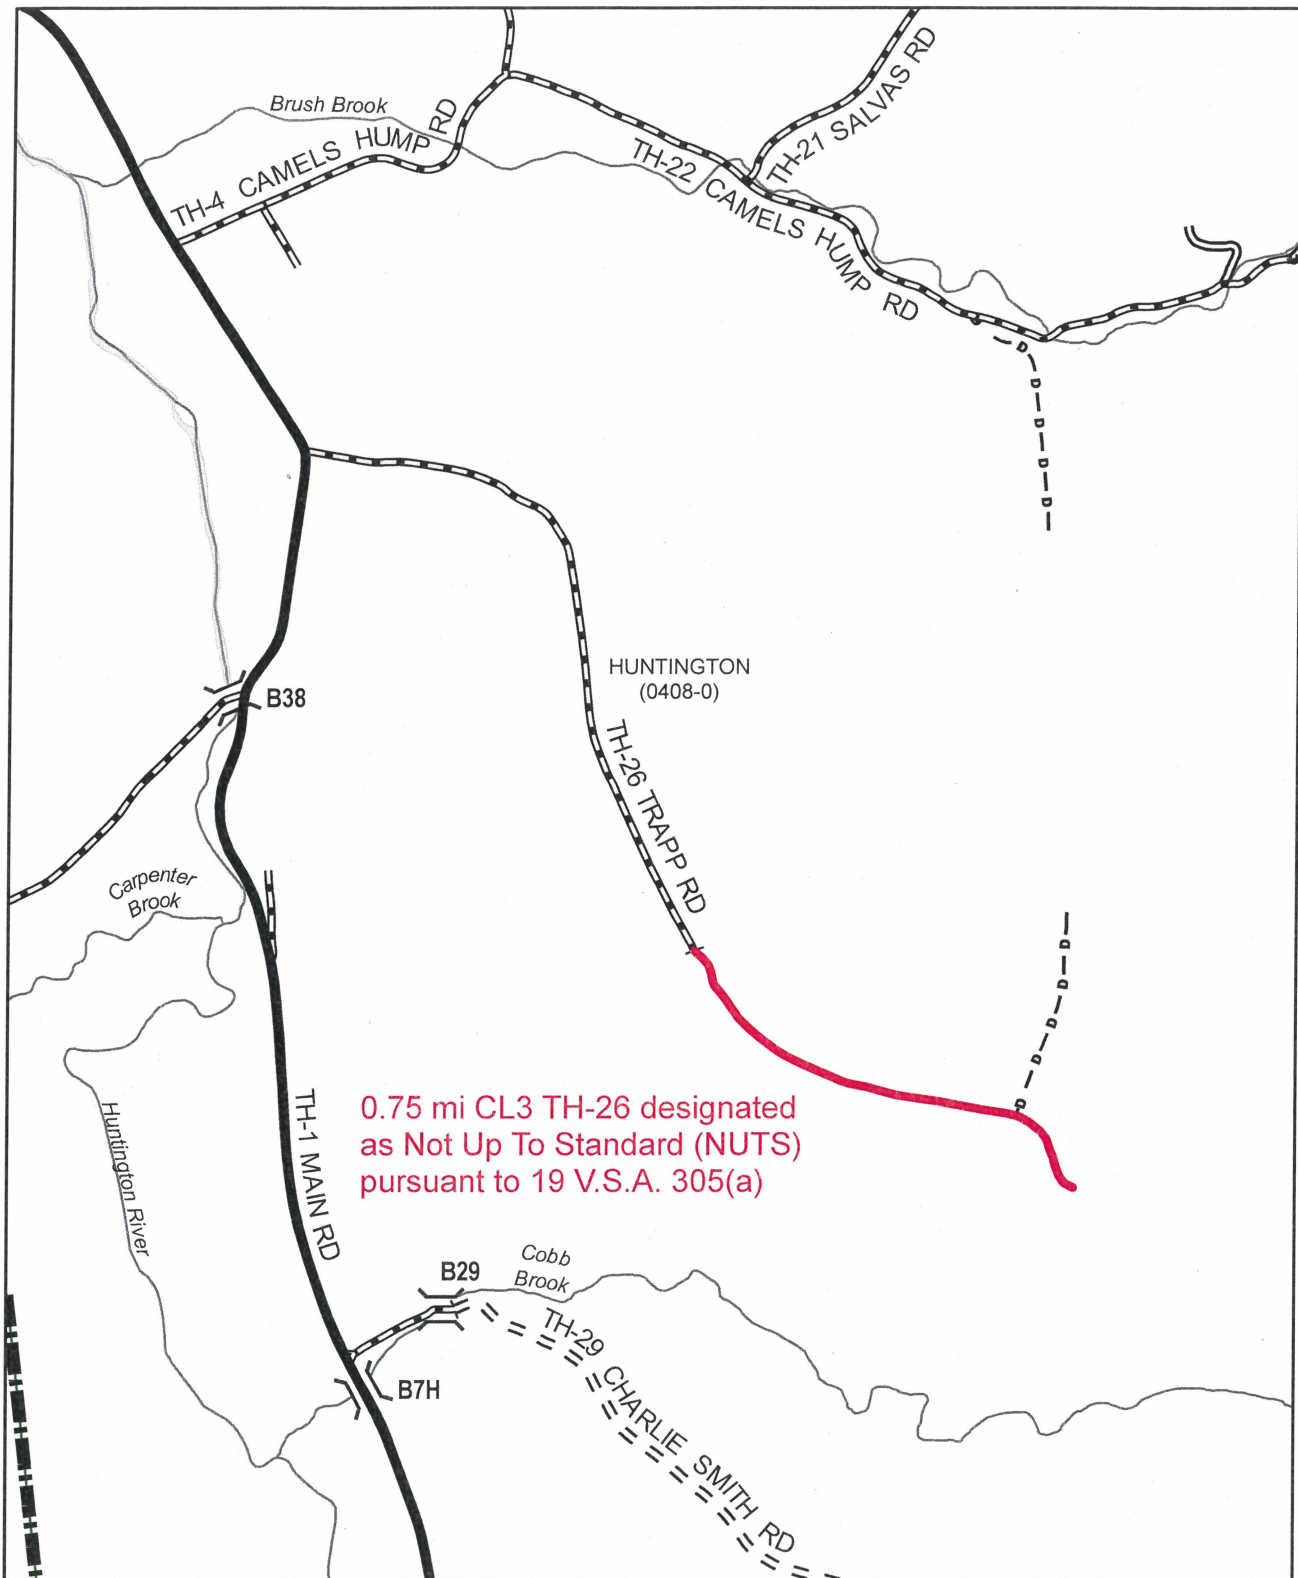 Brush Brook
TH-4 CAMELS HUMP RD
TH-22 CAMELS HUMP RD
TH-21 SALVAS RD
D
D
D
D
D
HUNTINGTON
(0408-0)
B38
TH-26 TRAPP RD
Carpenter
Brook
D
D
D
D
D
0.75 mi CL3 TH-26 designated
as Not Up To Standard (NUTS)
pursuant to 19 V.S.A. 305(a)
Huntington River
TH-1 MAIN RD
Cobb
Brook
B29
TH-29 CHARLIE SMITH RD
B7H